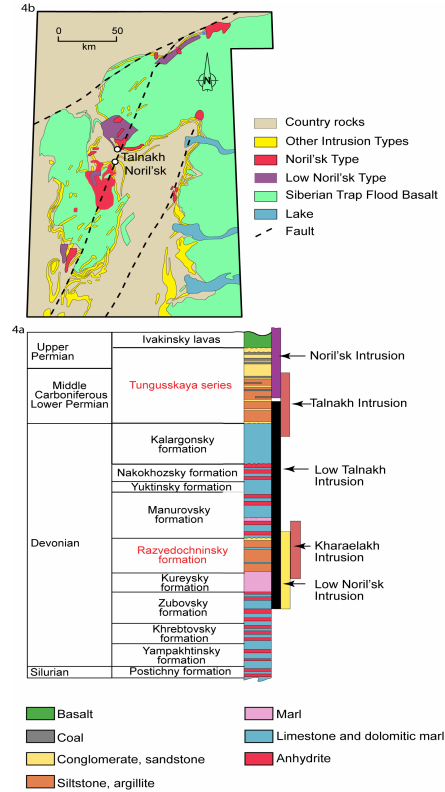 4b
0 50
km
N
Talnakh
Noril'sk
Country rocks
Other Intrusion Types
Noril'sk Type
Low Noril'sk Type
Siberian Trap Flood Basalt
Lake
Fault
4a
Upper
Permian
Ivakinsky lavas
Noril'sk Intrusion
Middle
Carboniferous
Lower Permian
Tungusskaya series
Talnakh Intrusion
Devonian
Kalargonsky
formation
Nakokhozsky formation
Yuktinsky formation
Manurovsky
formation
Razvedochninsky
formation
Kureysky
formation
Zubovsky
formation
Khrebtovsky
formation
Yampakhtinsky
formation
Low Talnakh
Intrusion
Kharaelakh
Intrusion
Low Noril'sk
Intrusion
Silurian
Postichny formation
Basalt
Coal
Conglomerate, sandstone
Siltstone, argillite
Marl
Limestone and dolomitic marl
Anhydrite